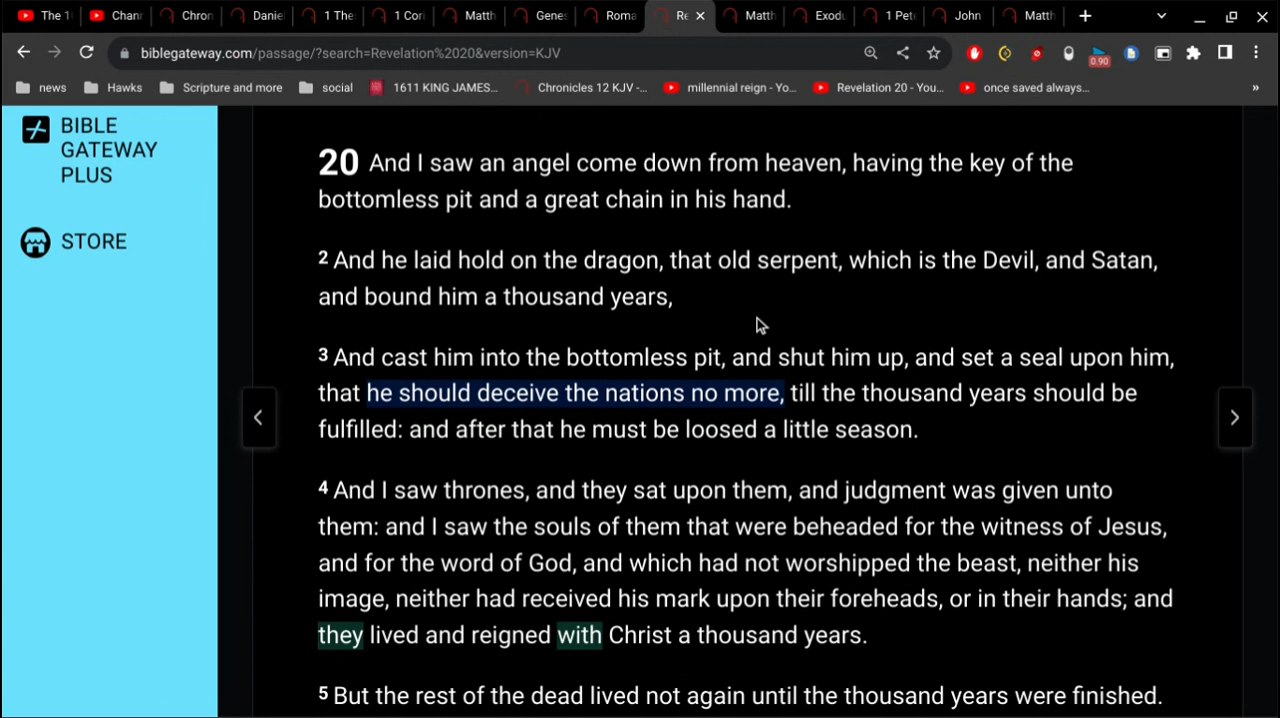 The 1
Chan
Chron
Danie
1 The
1 Cor
Matth
Genes
Roma
Re
Matth
Exodu
1 Pet
John
Matth
biblegateway.com/passage/?search=Revelation%2020&version=KJV
0.90
news
Hawks
Scripture and more
social
1611 KING JAMES...
Chronicles 12 KJV -...
millennial reign - Yo...
Revelation 20 - You...
once saved always...
»
BIBLE
GATEWAY
PLUS
STORE
20 And I saw an angel come down from heaven, having the key of the
bottomless pit and a great chain in his hand.
2 And he laid hold on the dragon, that old serpent, which is the Devil, and Satan,
and bound him a thousand years,
3 And cast him into the bottomless pit, and shut him up, and set a seal upon him,
that he should deceive the nations no more, till the thousand years should be
fulfilled: and after that he must be loosed a little season.
4 And I saw thrones, and they sat upon them, and judgment was given unto
them: and I saw the souls of them that were beheaded for the witness of Jesus,
and for the word of God, and which had not worshipped the beast, neither his
image, neither had received his mark upon their foreheads, or in their hands; and
they lived and reigned with Christ a thousand years.
5 But the rest of the dead lived not again until the thousand years were finished.